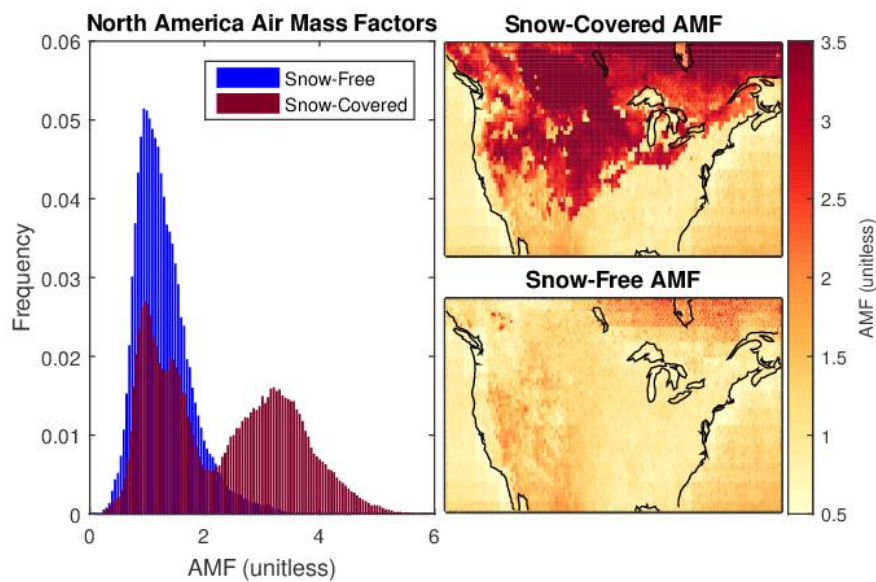 North America Air Mass Factors
0.06
0.05
0.04
0.03
0.02
0.01
0
Frequency
Snow-Free
Snow-Covered
0
2
4
6
AMF (unitless)
Snow-Covered AMF
Snow-Free AMF
3.5
3
2.5
2
1.5
1
0.5
AMF (unitless)